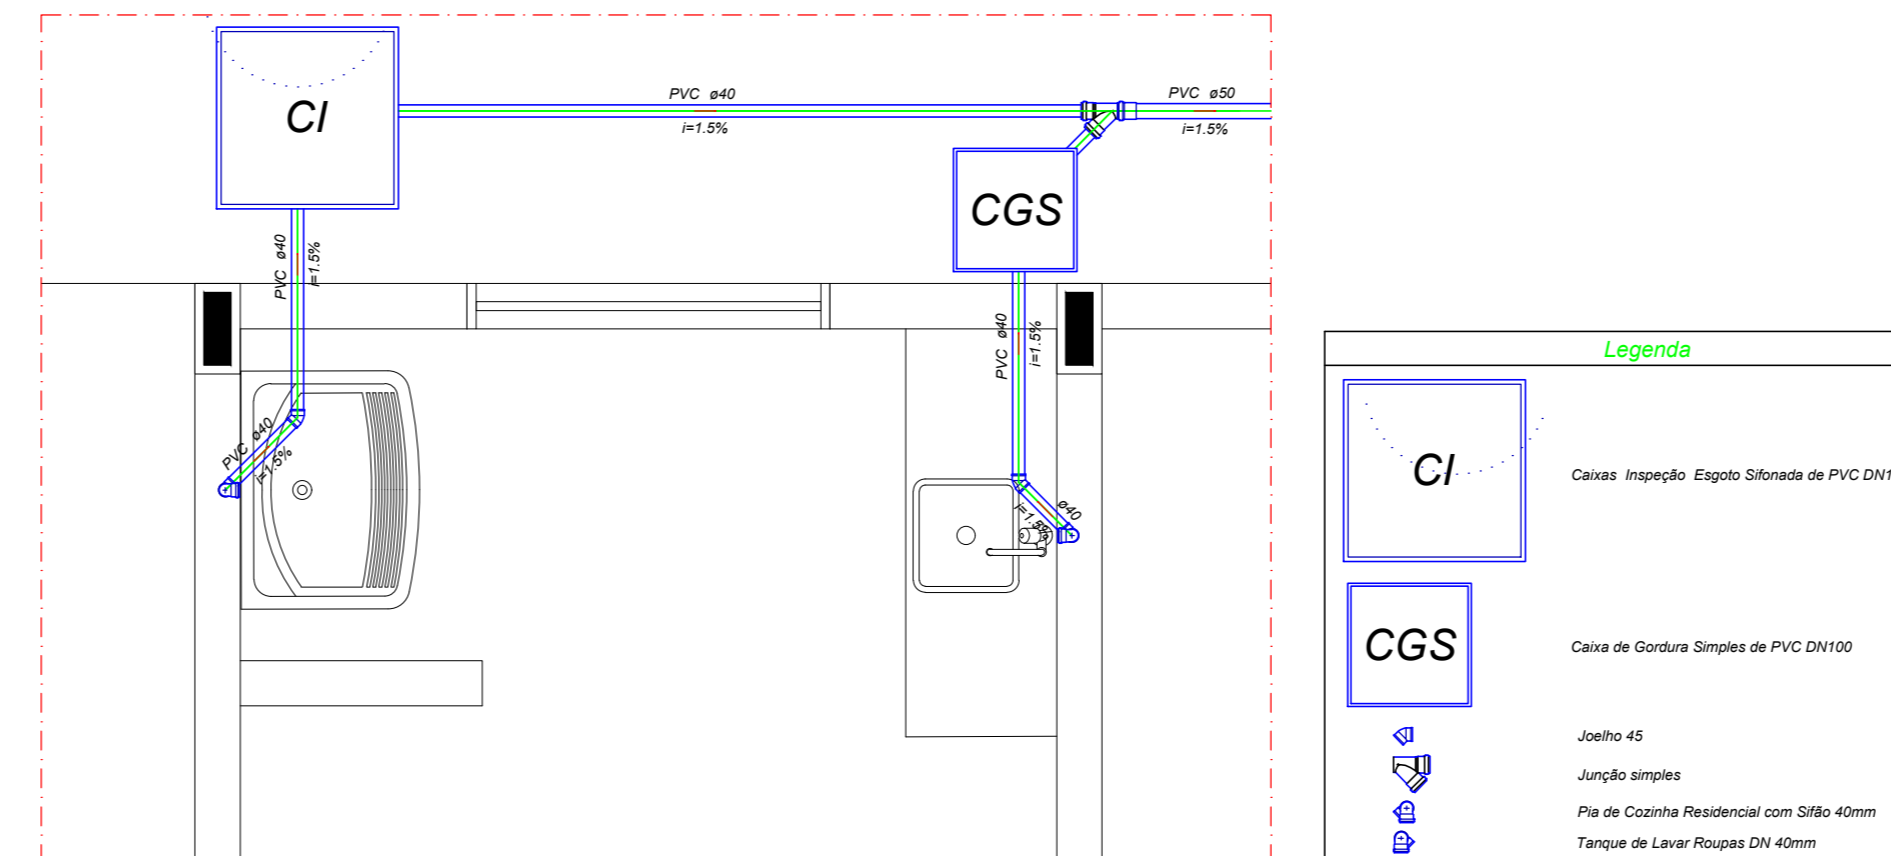 CI
PVC ø40
i=1.5%
PVC ø50
i=1.5%
CGS
PVC ø40
i=1.5%
PVC ø40
i=1.5%
PVC ø40
i=1.5%
ø40
i=1.5%
Legenda
CI
Caixas Inspeção Esgoto Sifonada de PVC DN1
CGS
Caixa de Gordura Simples de PVC DN100
Joelho 45
Junção simples
Pia de Cozinha Residencial com Sifão 40mm
Tanque de Lavar Roupas DN 40mm